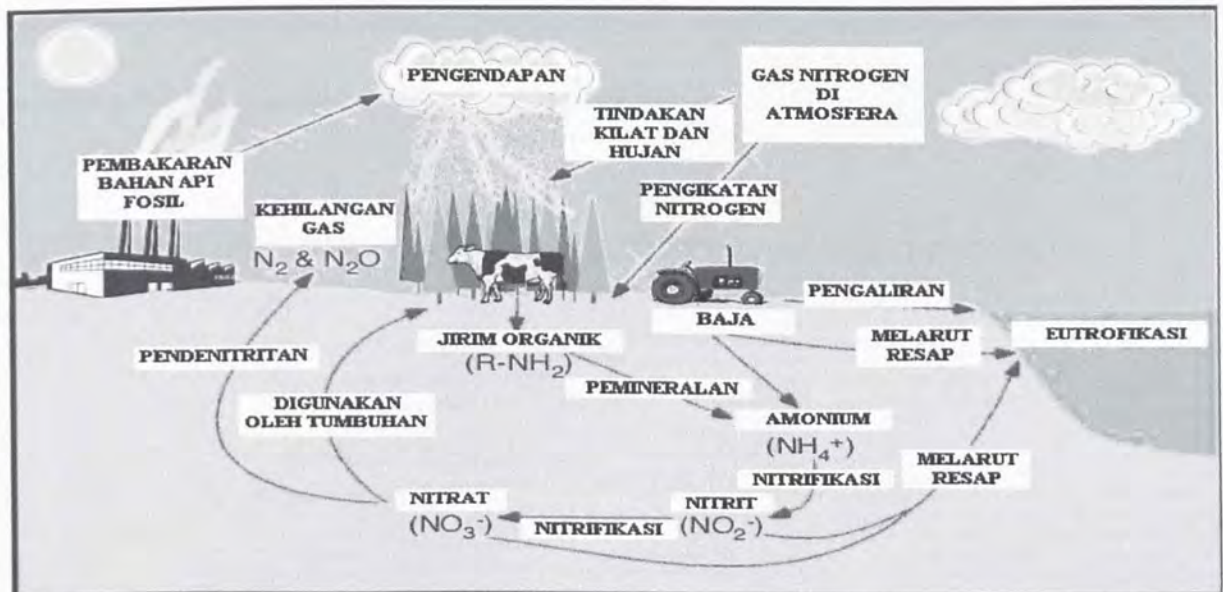 PENGENDAPAN
GAS NITROGEN
DI
ATMOSFERA
TINDAKAN
KILAT DAN
HUJAN
PEMBAKARAN
BAHAN API
FOSIL
PENGIKATAN
NITROGEN
KEHILANGAN
GAS
N₂ & N₂O
PENGALIRAN
BAJA
EUTROFIKASI
MELARUT
RESAP
JIRIM ORGANIK
(R-NH₂)
PENDENITRITAN
PEMINERALAN
DIGUNAKAN
OLEH TUMBUHAN
AMONIUM
(NH₄⁺)
MELARUT
RESAP
NITRIFIKASI
NITRAT
(NO₃⁻)
NITRIFIKASI
NITRIT
(NO₂⁻)